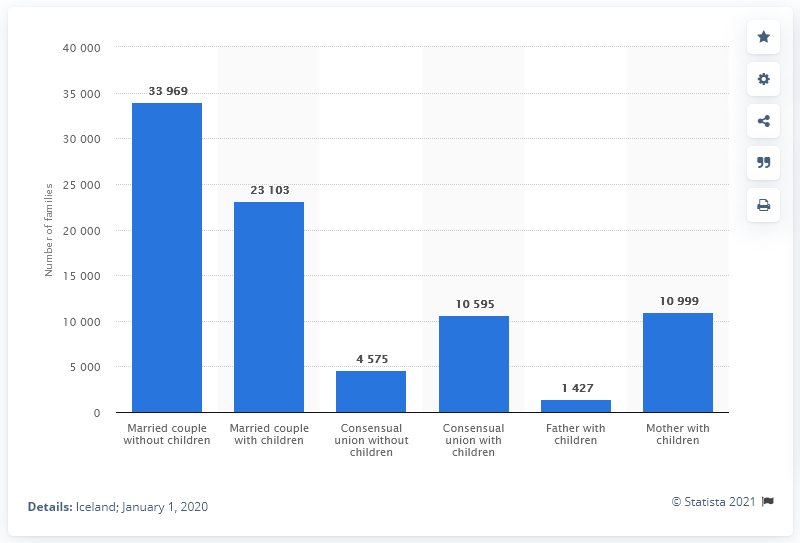 40 000
35 000
30 000
25 000
20 000
15 000
10 000
5 000
0
Number of families
33 969
23 103
4 575
10 595
1 427
10 999
Married couple
without children
Married couple
with children
Consensual
union without
children
Consensual
union with
children
Father with
children
Mother with
children
Details: Iceland; January 1, 2020
© Statista 2021